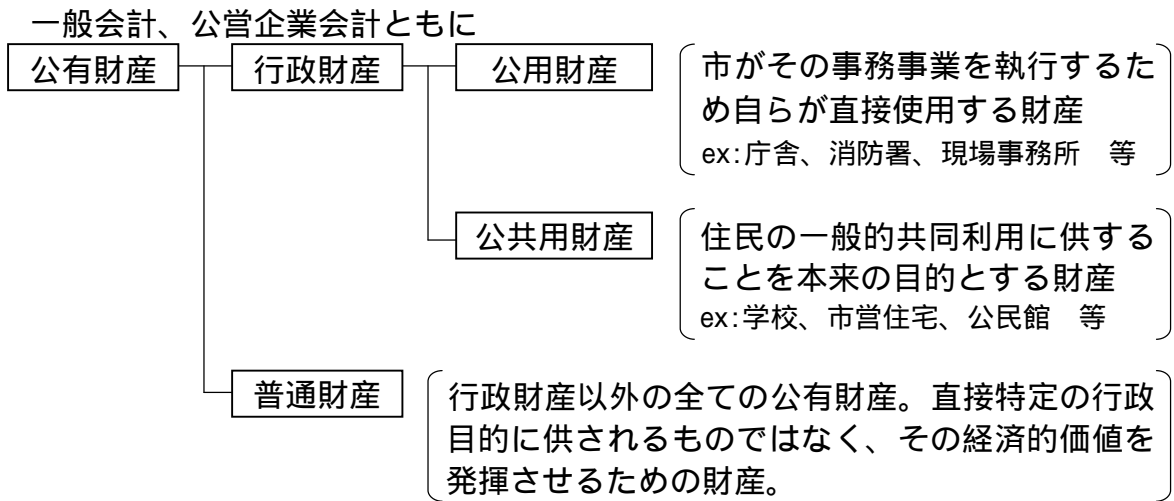 一般会計、公営企業会計ともに
公有財産
行政財産
公用財産
市がその事務事業を執行するた
め自らが直接使用する財産
ex:庁舎、消防署、現場事務所　等
公共用財産
住民の一般的共同利用に供する
ことを本来の目的とする財産
ex:学校、市営住宅、公民館　等
普通財産
行政財産以外の全ての公有財産。直接特定の行政
目的に供されるものではなく、その経済的価値を
発揮させるための財産。